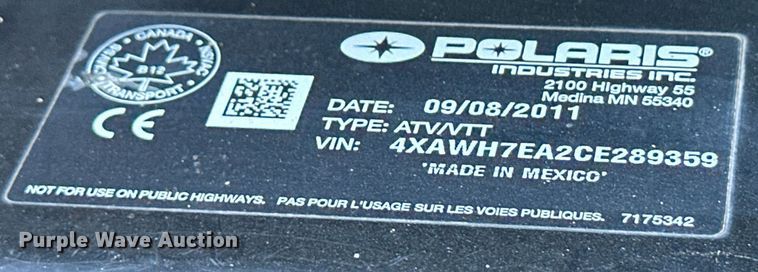 CANADA
B12
TRANSPORT
CE
POLARIS®
INDUSTRIES INC.
2100 Highway 55
Medina MN 55340
DATE: 09/08/2011
TYPE: ATV/VTT
VIN: 4XAWH7EA2CE289359
*MADE IN MEXICO*
NOT FOR USE ON PUBLIC HIGHWAYS. PAS POUR L'USAGE SUR LES VOIES PUBLIQUES. 7175342
Purple Wave Auction